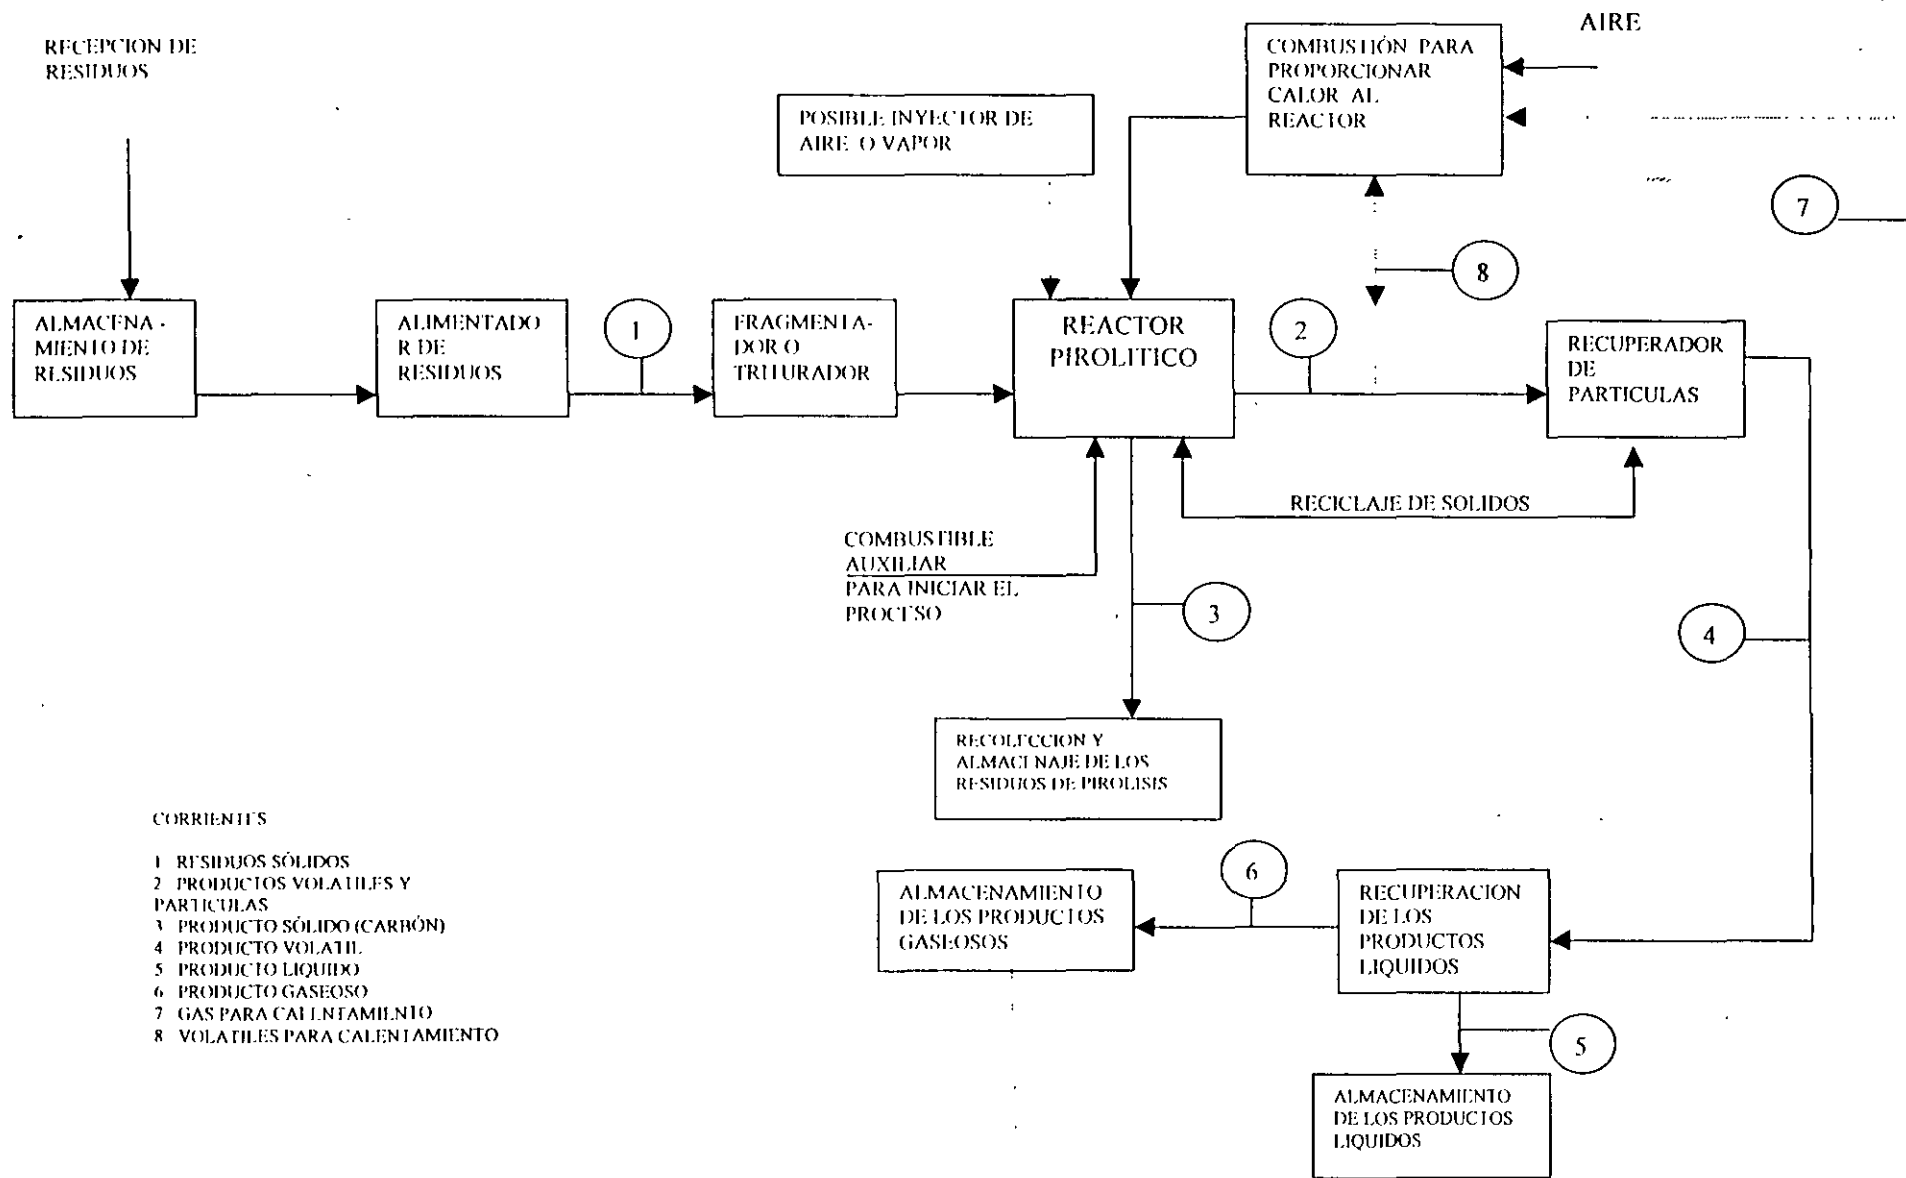 RECEPCION DE
RESIDUOS
AIRE
COMBUSTIÓN PARA
PROPORCIONAR
CALOR AL
REACTOR
POSIBLE INYECTOR DE
AIRE O VAPOR
7
8
ALMACENA-
MIENTO DE
RESIDUOS
ALIMENTADO
R DE
RESIDUOS
1
FRAGMENTA-
DOR O
TRITURADOR
REACTOR
PIROLITICO
2
RECUPERADOR
DE
PARTICULAS
RECICLAJE DE SOLIDOS
COMBUSTIBLE
AUXILIAR
PARA INICIAR EL
PROCESO
3
4
RECOLECCION Y
ALMACENAJE DE LOS
RESIDUOS DE PIROLISIS
CORRIENTES
1 RESIDUOS SÓLIDOS
2 PRODUCTOS VOLATILES Y
PARTICULAS
3 PRODUCTO SÓLIDO (CARBÓN)
4 PRODUCTO VOLATIL
5 PRODUCTO LIQUIDO
6 PRODUCTO GASEOSO
7 GAS PARA CALENTAMIENTO
8 VOLATILES PARA CALENTAMIENTO
ALMACENAMIENTO
DE LOS PRODUCTOS
GASEOSOS
6
RECUPERACION
DE LOS
PRODUCTOS
LIQUIDOS
5
ALMACENAMIENTO
DE LOS PRODUCTOS
LIQUIDOS